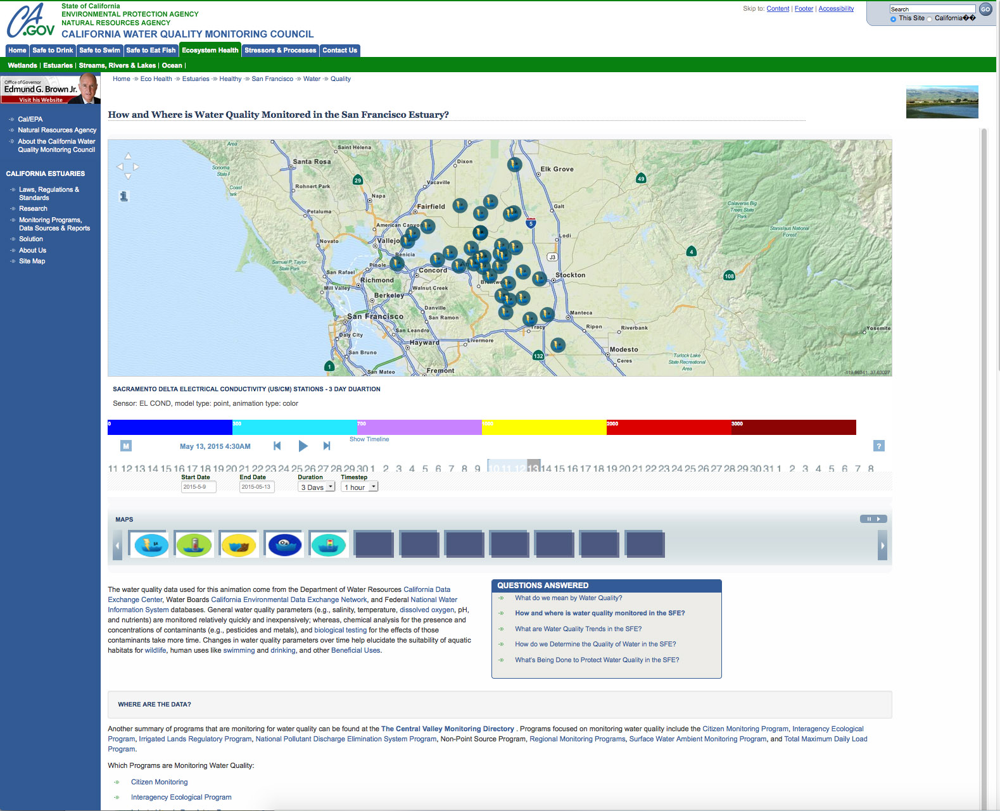 State of California
ENVIRONMENTAL PROTECTION AGENCY
NATURAL RESOURCES AGENCY
CALIFORNIA WATER QUALITY MONITORING COUNCIL
CA.GOV
Skip to: Content | Footer | Accessibility
Search
GO
This Site California��
Home Safe to Drink Safe to Swim Safe to Eat Fish Ecosystem Health Stressors & Processes Contact Us
Wetlands | Estuaries | Streams, Rivers & Lakes | Ocean |
Office of Governor
Edmund G. Brown Jr.
Visit his Website
Cal/EPA
Natural Resources Agency
About the California Water
Quality Monitoring Council
CALIFORNIA ESTUARIES
Laws, Regulations &
Standards
Research
Monitoring Programs,
Data Sources & Reports
Solution
About Us
Site Map
Home Eco Health Estuaries Healthy San Francisco Water Quality
How and Where is Water Quality Monitored in the San Francisco Estuary?
Area
Saint Helena
Santa Rosa
Dixon
Elk Grove
Sonoma
State
29
49
Vacaville
Rohnert Park
Coast
Napa
Fairfield
Galt
Petaluma
Calaveras Big
Trees State
Park
5
American Canyon
Stanislaus National
Forest
Lodi
Novato
Vallejo
4
Benicia
J3
Samuel P. Taylor
State Park
Pinole
San Rafael
Concord
Stockton
108
Richmond
Mill Valley
Walnut Creek
Berkeley
Danville
San Francisco
San Ramon
Manteca
Tracy
Ripon
Riverbank
Yosemite
San Leandro
Daly City
Hayward
Livermore
Modesto
San Bruno
132
Turlock Lake
State Recreational
Area
Ceres
1
San Mateo
Fremont
-119.96341, 37.63027
SACRAMENTO DELTA ELECTRICAL CONDUCTIVITY (US/CM) STATIONS - 3 DAY DUARTION
Sensor: EL COND, model type: point, animation type: color
0 300 700 2000 3000
M
May 13, 2015 4:30AM
Show Timeline
?
11 12 13 14 15 16 17 18 19 20 21 22 23 24 25 26 27 28 29 30 1 2 3 4 5 6 7 8 9 10 11 12 13 14 15 16 17 18 19 20 21 22 23 24 25 26 27 28 29 30 31 1 2 3 4 5 6 7 8
Start Date End Date Duration Timestep
2015-5-9 2015-05-13 3 Days 1 hour
MAPS
The water quality data used for this animation come from the Department of Water Resources California Data
Exchange Center, Water Boards California Environmental Data Exchange Network, and Federal National Water
Information System databases. General water quality parameters (e.g., salinity, temperature, dissolved oxygen, pH,
and nutrients) are monitored relatively quickly and inexpensively; whereas, chemical analysis for the presence and
concentrations of contaminants (e.g., pesticides and metals), and biological testing for the effects of those
contaminants take more time. Changes in water quality parameters over time help elucidate the suitability of aquatic
habitats for wildlife, human uses like swimming and drinking, and other Beneficial Uses.
QUESTIONS ANSWERED
What do we mean by Water Quality?
How and where is water quality monitored in the SFE?
What are Water Quality Trends in the SFE?
How do we Determine the Quality of Water in the SFE?
What's Being Done to Protect Water Quality in the SFE?
WHERE ARE THE DATA?
Another summary of programs that are monitoring for water quality can be found at the The Central Valley Monitoring Directory . Programs focused on monitoring water quality include the Citizen Monitoring Program, Interagency Ecological
Program, Irrigated Lands Regulatory Program, National Pollutant Discharge Elimination System Program, Non-Point Source Program, Regional Monitoring Programs, Surface Water Ambient Monitoring Program, and Total Maximum Daily Load
Program.
Which Programs are Monitoring Water Quality:
Citizen Monitoring
Interagency Ecological Program